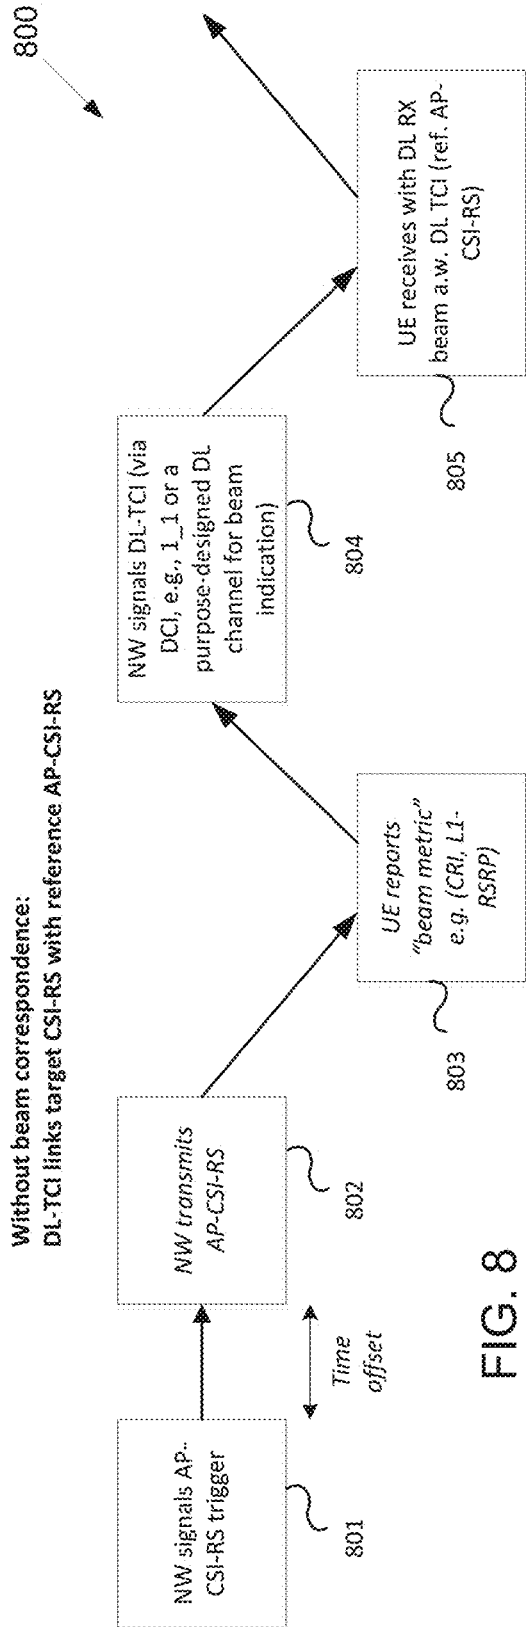 800
Without beam correspondence:
DL-TCI links target CSI-RS with reference AP-CSI-RS
NW signals AP-
CSI-RS trigger
801
Time
offset
NW transmits
AP-CSI-RS
802
UE reports
"beam metric"
e.g. (CRI, L1-
RSRP)
803
NW signals DL-TCI (via
DCI, e.g., 1_1 or a
purpose-designed DL
channel for beam
indication)
804
UE receives with DL RX
beam a.w. DL TCI (ref. AP-
CSI-RS)
805
FIG. 8